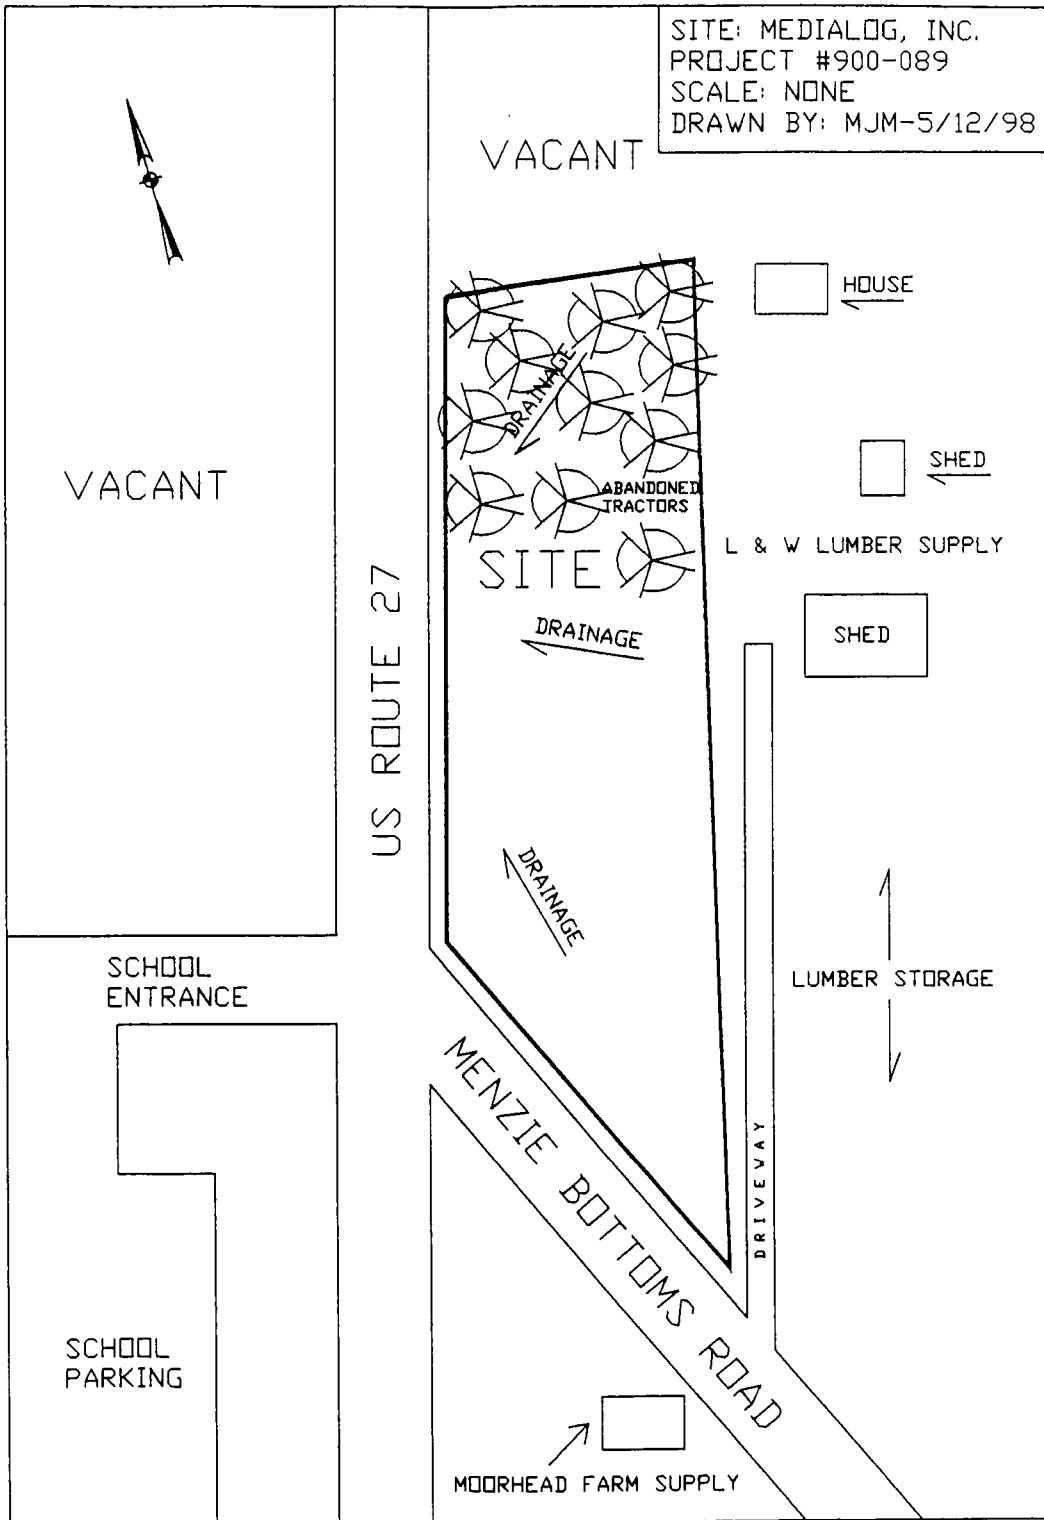 SITE: MEDIALOG, INC.
PROJECT #900-089
SCALE: NONE
DRAWN BY: MJM-5/12/98
VACANT
HOUSE
DRAINAGE
VACANT
SHED
ABANDONED
TRACTORS
L & W LUMBER SUPPLY
SITE
US ROUTE 27
DRAINAGE
SHED
DRAINAGE
SCHOOL
ENTRANCE
LUMBER STORAGE
MENZIE BOTTOMS ROAD
DRIVEWAY
SCHOOL
PARKING
MOORHEAD FARM SUPPLY